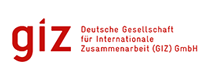 giz
Deutsche Gesellschaft
für Internationale
Zusammenarbeit (GIZ) GmbH